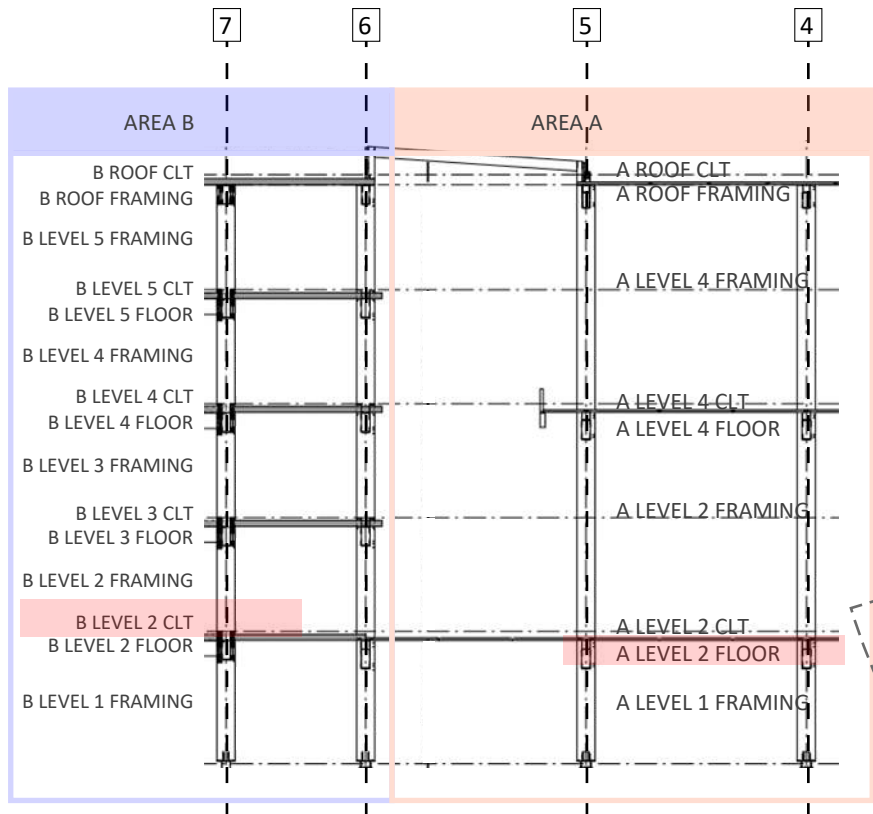 7 6 5 4
AREA B
AREA A
B ROOF CLT
B ROOF FRAMING
B LEVEL 5 FRAMING
B LEVEL 5 CLT
B LEVEL 5 FLOOR
B LEVEL 4 FRAMING
B LEVEL 4 CLT
B LEVEL 4 FLOOR
B LEVEL 3 FRAMING
B LEVEL 3 CLT
B LEVEL 3 FLOOR
B LEVEL 2 FRAMING
B LEVEL 2 CLT
B LEVEL 2 FLOOR
B LEVEL 1 FRAMING
A ROOF CLT
A ROOF FRAMING
A LEVEL 4 FRAMING
A LEVEL 4 CLT
A LEVEL 4 FLOOR
A LEVEL 2 FRAMING
A LEVEL 2 CLT
A LEVEL 2 FLOOR
A LEVEL 1 FRAMING